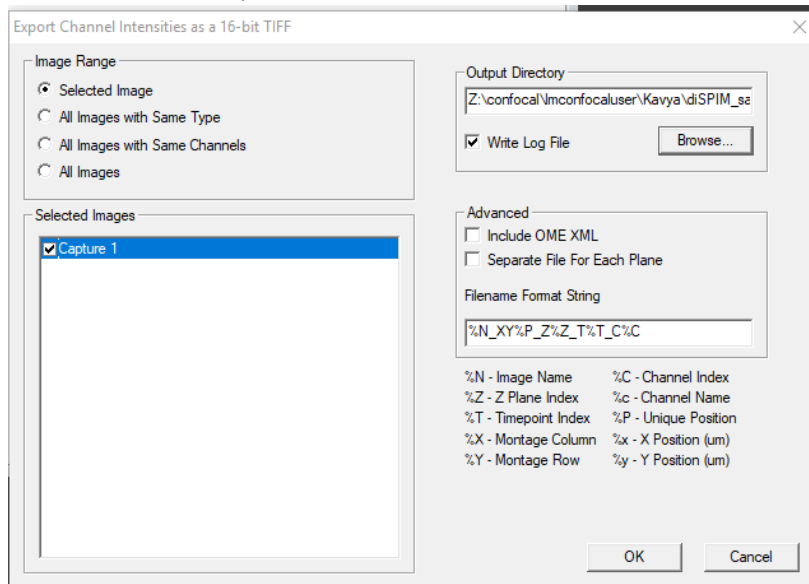 Export Channel Intensities as a 16-bit TIFF
Image Range
Selected Image
All Images with Same Type
All Images with Same Channels
All Images
Selected Images
Capture 1
Output Directory
Z:\confocal\lmconfocaluser\Kavya\diSPIM_sa
Write Log File
Browse...
Advanced
Include OME XML
Separate File For Each Plane
Filename Format String
%N_XY%P_Z%Z_T%T_C%C
%N - Image Name %C - Channel Index
%Z - Z Plane Index %c - Channel Name
%T - Timepoint Index %P - Unique Position
%X - Montage Column %x - X Position (um)
%Y - Montage Row %y - Y Position (um)
OK Cancel